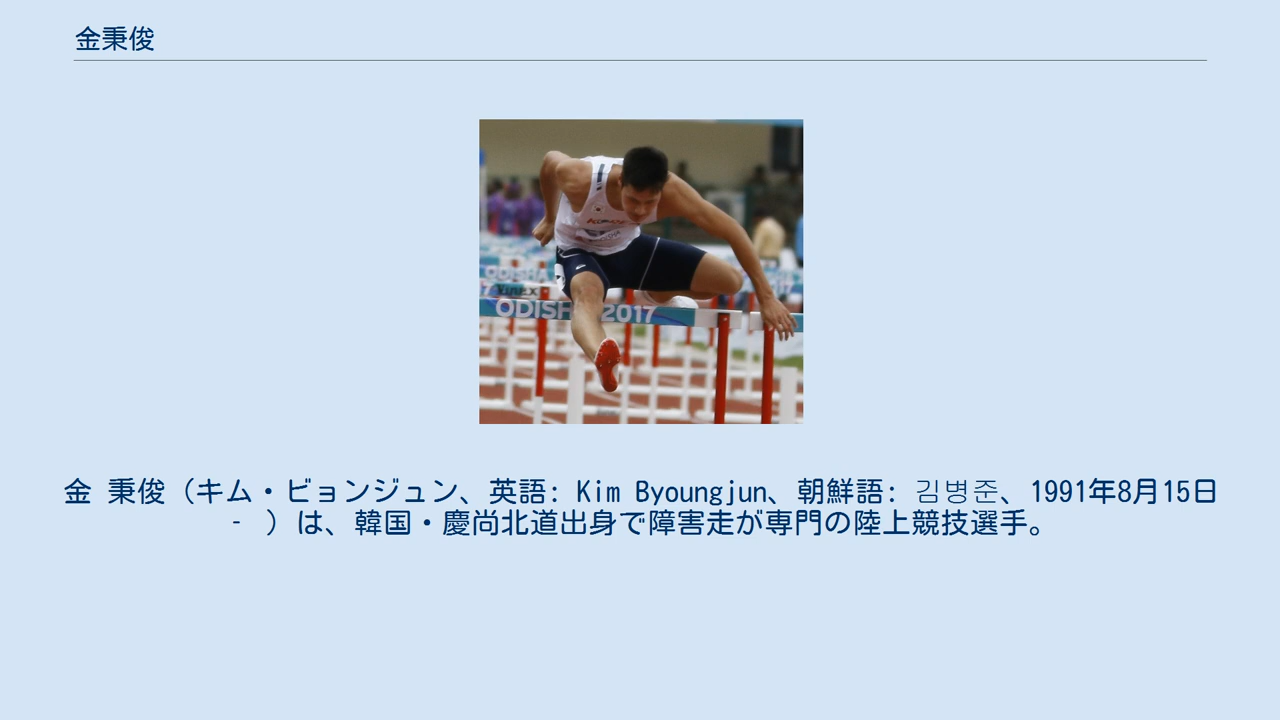 金秉俊
ODISHA
ODISH 2017
金 秉俊（キム・ビョンジュン、英語: Kim Byoungjun、朝鮮語: 김병준、1991年8月15日
- ）は、韓国・慶尚北道出身で障害走が専門の陸上競技選手。